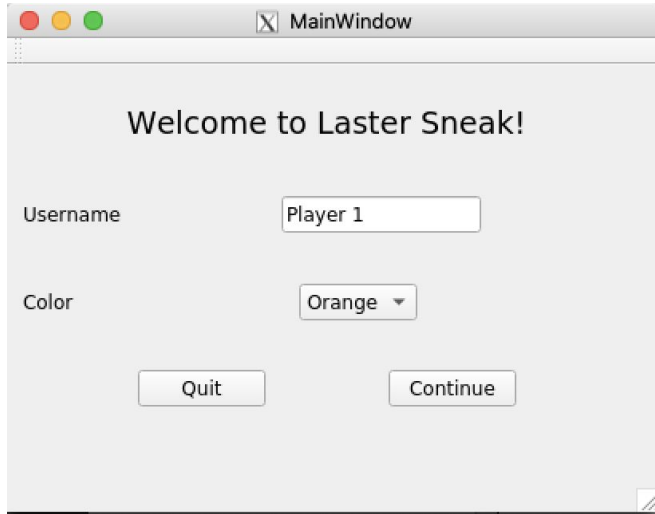 MainWindow
Welcome to Laster Sneak!
Username Player 1
Color Orange
Quit Continue